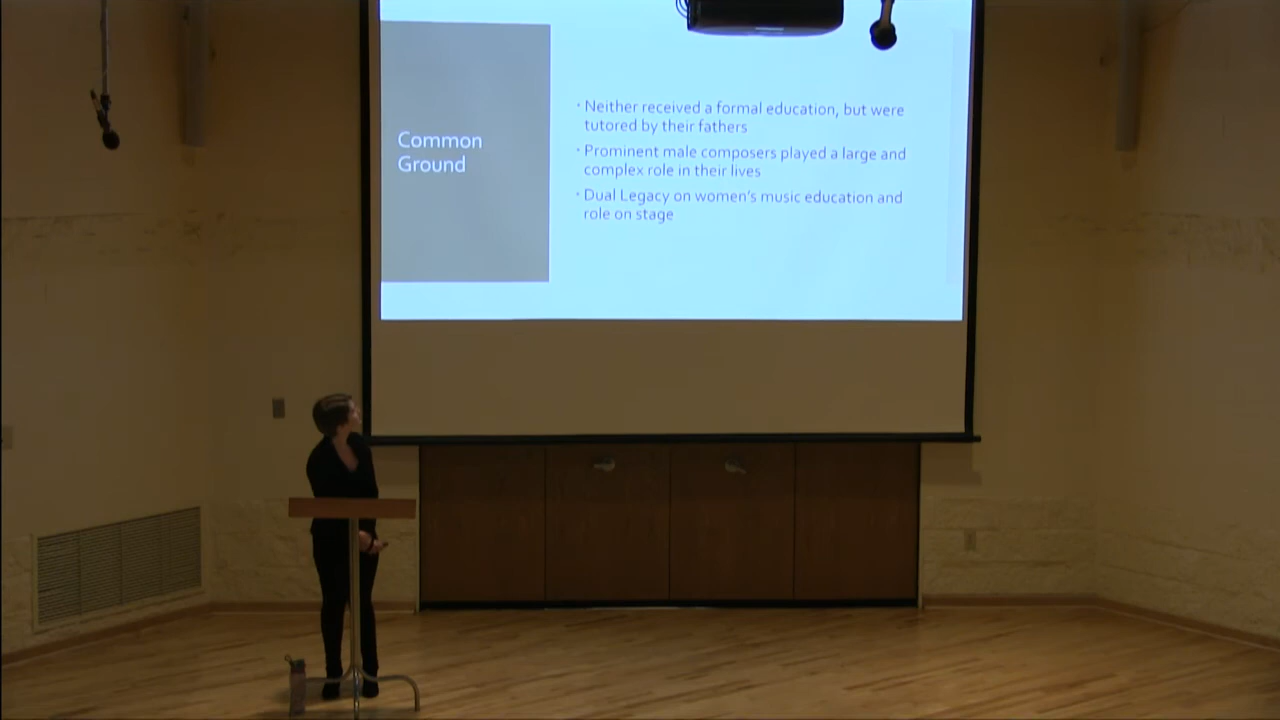 Common
Ground
· Neither received a formal education, but were
tutored by their fathers
· Prominent male composers played a large and
complex role in their lives
· Dual Legacy on women's music education and
role on stage